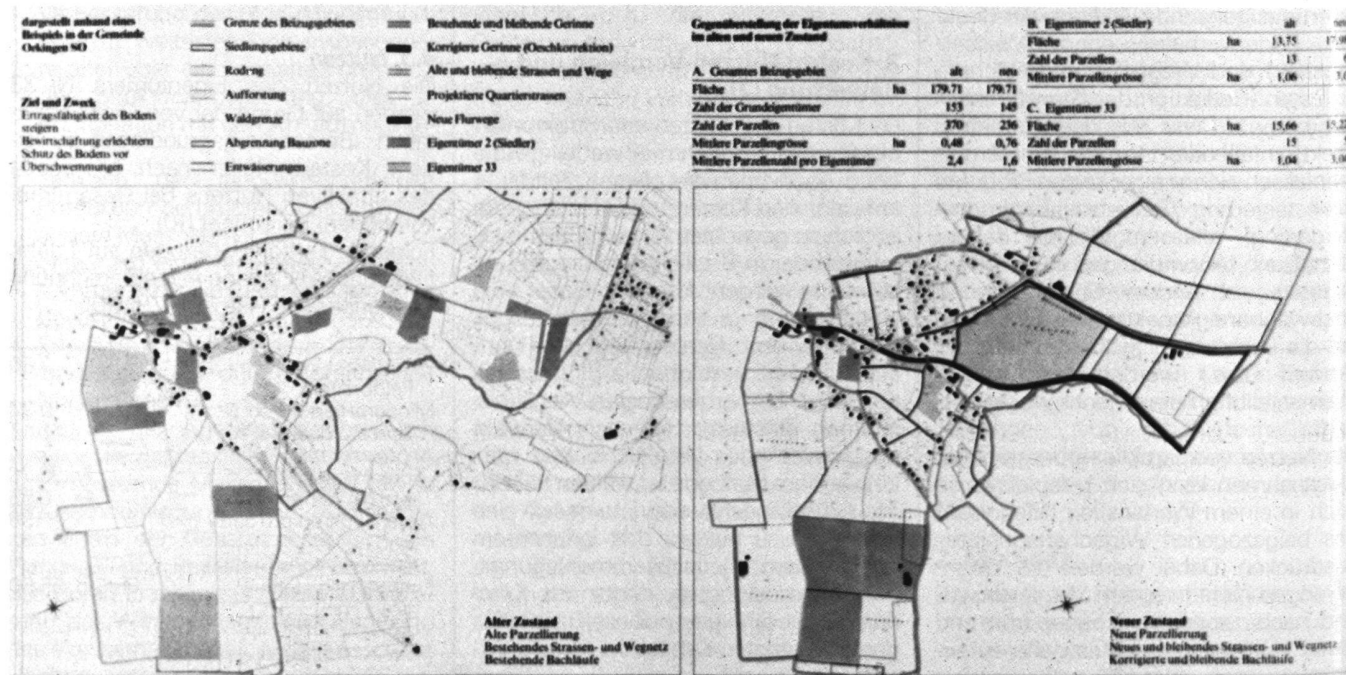 dargestellt anhand eines
Beispiels in der Gemeinde
Oekingen SO
Ziel und Zweck
Ertragsfähigkeit des Bodens
steigern
Bewirtschaftung erleichtern
Schutz des Bodens vor
Überschwemmungen
Grenze des Beizugsgebietes
Siedlungsgebiete
Rodung
Aufforstung
Waldgrenze
Abgrenzung Bauzone
Entwässerungen
Bestehende und bleibende Gerinne
Korrigierte Gerinne (Oeschkorrektion)
Alte und bleibende Strassen und Wege
Projektierte Quartierstrassen
Neue Flurwege
Eigentümer 2 (Siedler)
Eigentümer 33
Gegenüberstellung der Eigentumsverhältnisse
im alten und neuen Zustand
A. Gesamtes Beizugsgebiet alt neu
Fläche ha 179.71 179.71
Zahl der Grundeigentümer 153 145
Zahl der Parzellen 370 236
Mittlere Parzellengrösse ha 0,48 0,76
Mittlere Parzellenzahl pro Eigentümer 2,4 1,6
B. Eigentümer 2 (Siedler)
Fläche ha 13,75
Zahl der Parzellen 13
Mittlere Parzellengrösse ha 1,06
C. Eigentümer 33
Fläche ha 15,66
Zahl der Parzellen 15
Mittlere Parzellengrösse ha 1,04
Alter Zustand
Alte Parzellierung
Bestehendes Strassen- und Wegnetz
Bestehende Bachläufe
Neuer Zustand
Neue Parzellierung
Neues und bleibendes Strassen- und Wegnetz
Korrigierte und bleibende Bachläufe